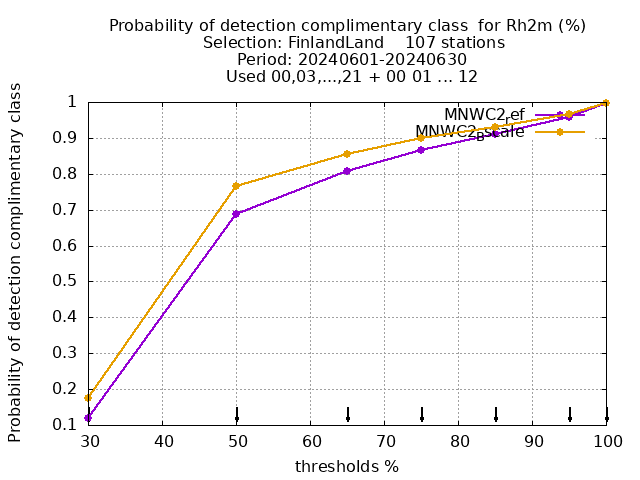 Probability of detection complimentary class  for Rh2m (%)
Selection: FinlandLand    107 stations
Period: 20240601-20240630
Used 00,03,...,21 + 00 01 ... 12
Probability of detection complimentary class
1
0.9
0.8
0.7
0.6
0.5
0.4
0.3
0.2
0.1
MNWC2ref
30 40 50 60 70 80 90 100
thresholds %